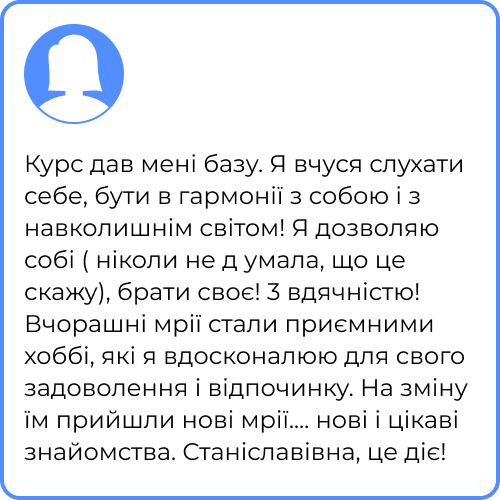 Курс дав мені базу. Я вчуся слухати
себе, бути в гармонії з собою і з
навколишнім світом! Я дозволяю
собі ( ніколи не д умала, що це
скажу), брати своє! З вдячністю!
Вчорашні мрії стали приємними
хоббі, які я вдосконалюю для свого
задоволення і відпочинку. На зміну
їм прийшли нові мрії.... нові і цікаві
знайомства. Станіславівна, це діє!